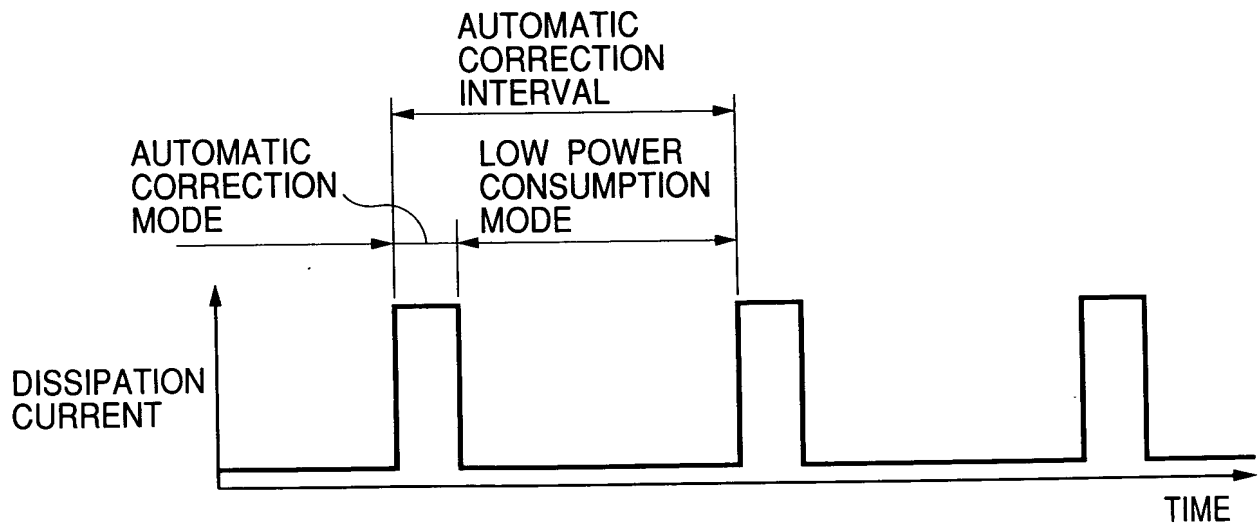 AUTOMATIC
CORRECTION
INTERVAL
AUTOMATIC
CORRECTION
MODE
LOW POWER
CONSUMPTION
MODE
DISSIPATION
CURRENT
TIME